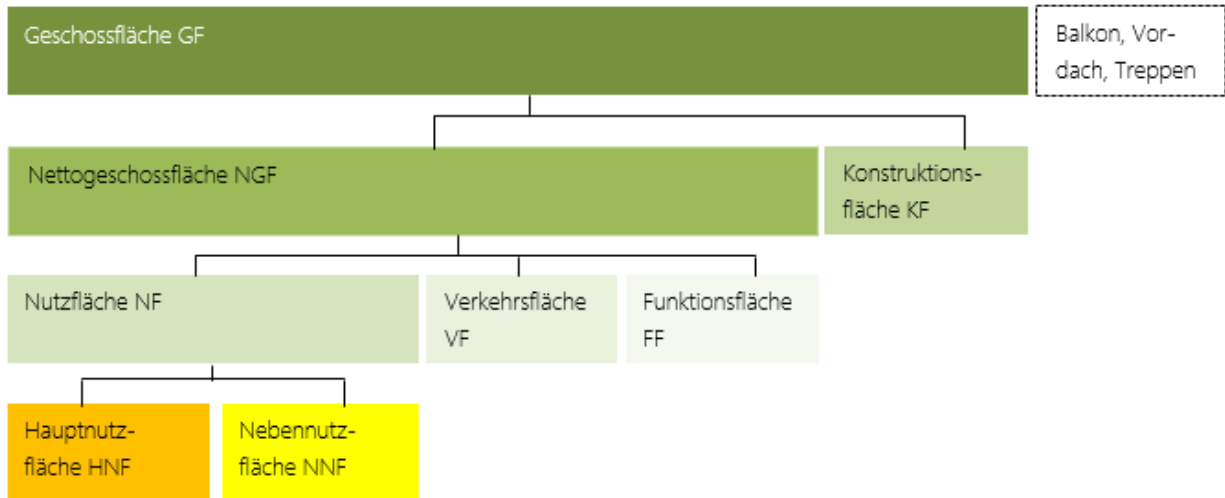 Geschossfläche GF
Balkon, Vor-
dach, Treppen
Nettogeschossfläche NGF
Konstruktions-
fläche KF
Nutzfläche NF
Verkehrsfläche
VF
Funktionsfläche
FF
Hauptnutz-
fläche HNF
Nebennutz-
fläche NNF